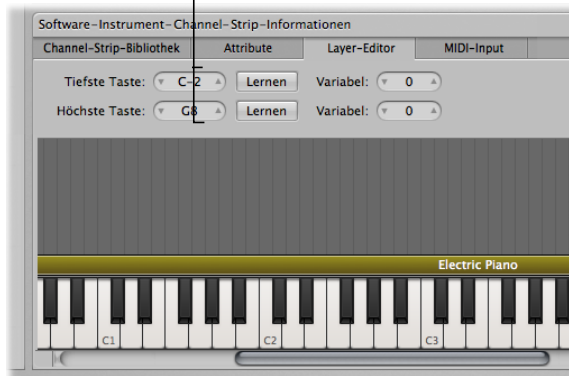 Software-Instrument-Channel-Strip-Informationen
Channel-Strip-Bibliothek Attribute Layer-Editor MIDI-Input
Tiefste Taste: C-2 Lernen Variabel: 0
Höchste Taste: G8 Lernen Variabel: 0
Electric Piano
C1 C2 C3